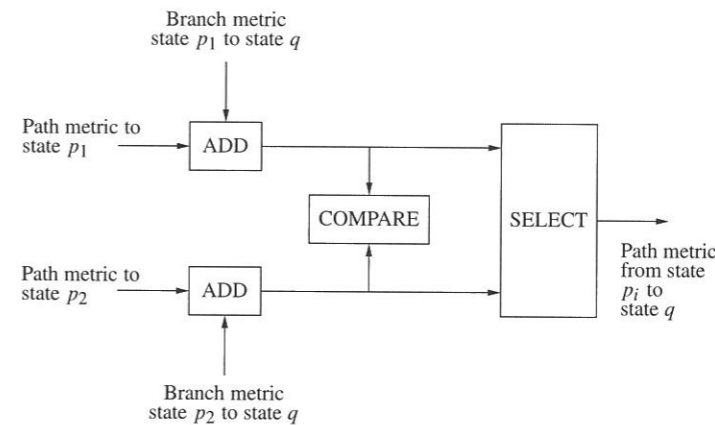 Branch metric
state p1 to state q
Path metric to
state p1
ADD
COMPARE
SELECT
Path metric
from state
pi to
state q
Path metric to
state p2
ADD
Branch metric
state p2 to state q